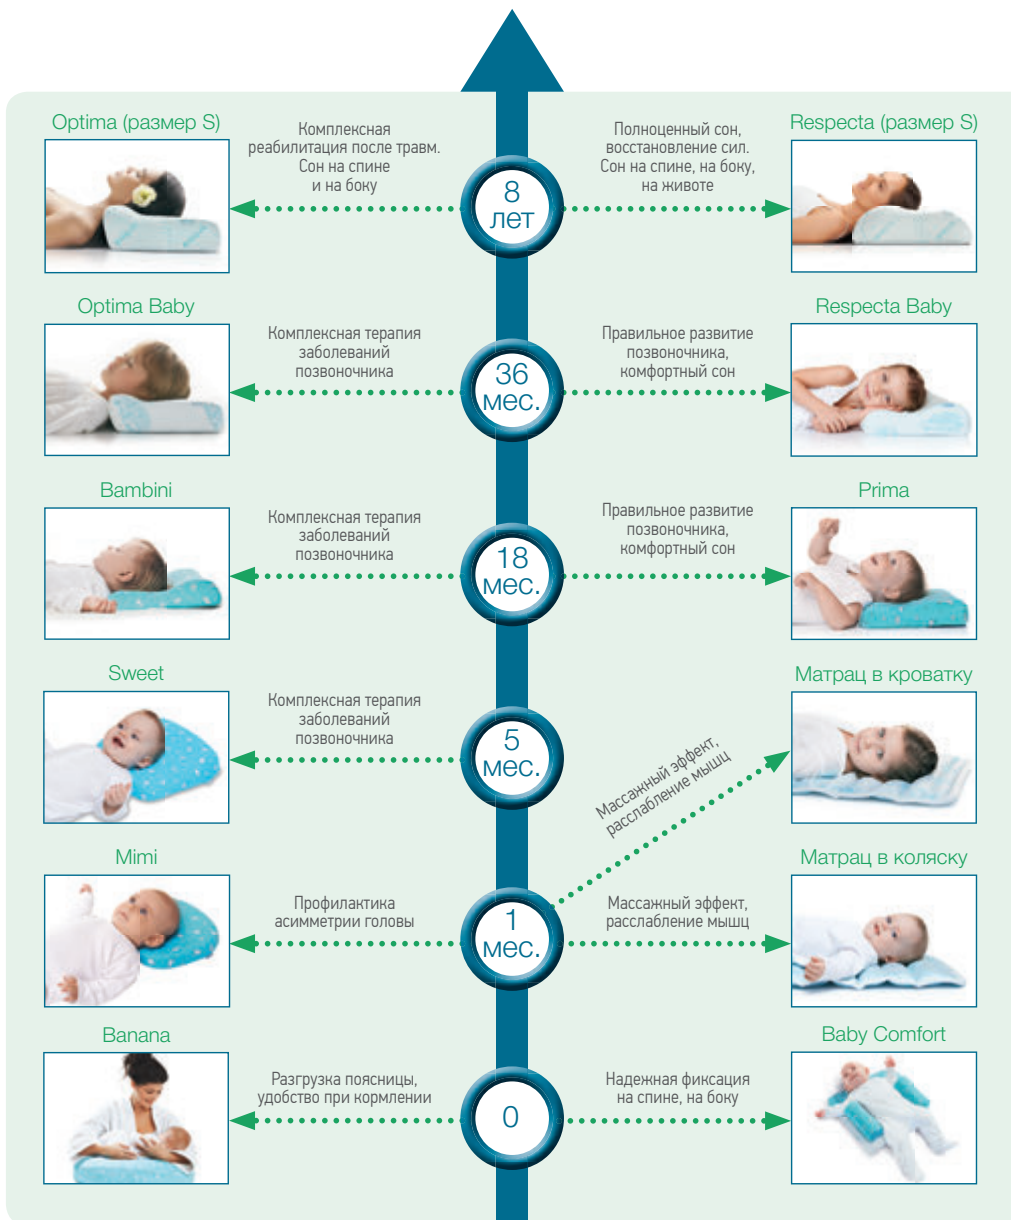 Optima (размер S)
Комплексная
реабилитация после травм.
Сон на спине
и на боку
8
лет
Полноценный сон,
восстановление сил.
Сон на спине, на боку,
на животе
Respecta (размер S)
Optima Baby
Комплексная терапия
заболеваний
позвоночника
36
мес.
Правильное развитие
позвоночника,
комфортный сон
Respecta Baby
Bambini
Комплексная терапия
заболеваний
позвоночника
18
мес.
Правильное развитие
позвоночника,
комфортный сон
Prima
Sweet
Комплексная терапия
заболеваний
позвоночника
5
мес.
Массажный эффект,
расслабление мышц
Матрац в кроватку
Mimi
Профилактика
асимметрии головы
1
мес.
Массажный эффект,
расслабление мышц
Матрац в коляску
Banana
Разгрузка поясницы,
удобство при кормлении
0
Надежная фиксация
на спине, на боку
Baby Comfort